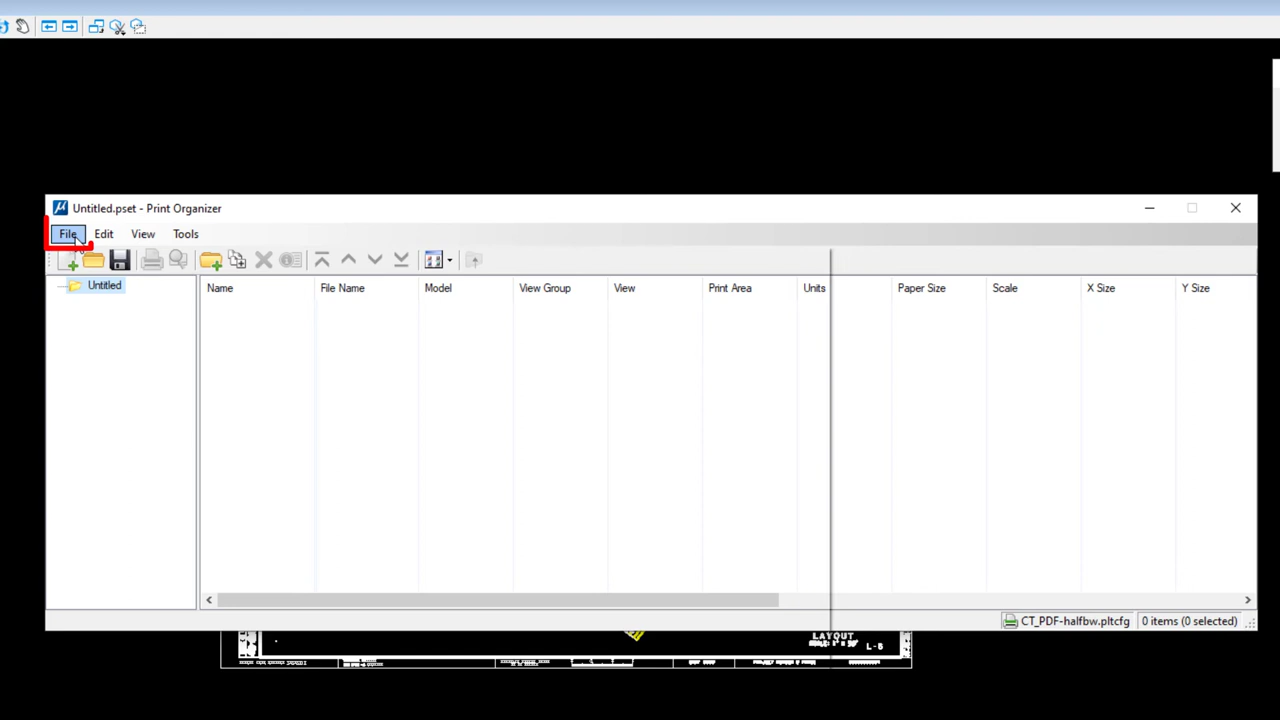 Untitled.pset - Print Organizer
File Edit View Tools
Untitled
Name File Name Model View Group View Print Area Units Paper Size Scale X Size Y Size
CT_PDF-halfbw.pltcfg 0 items (0 selected)
LAYOUT
L-5